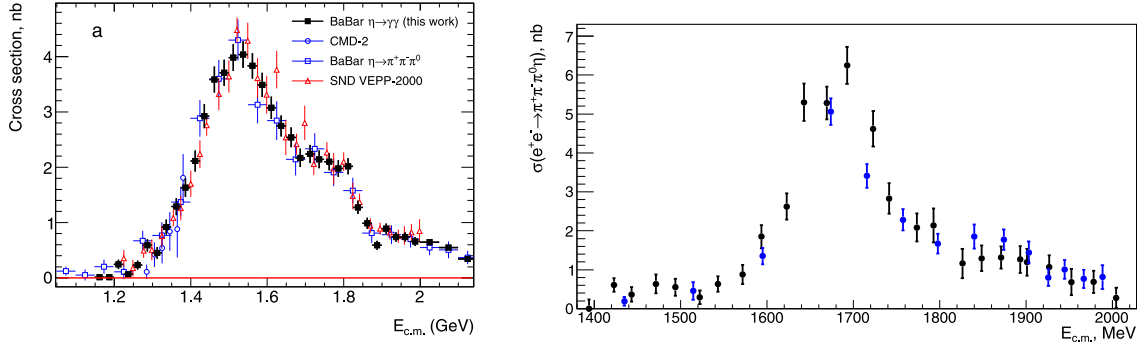 Cross section, nb
a
BaBar η→γγ (this work)
CMD-2
BaBar η→π⁺π⁻π⁰
SND VEPP-2000
4
3
2
1
0
1.2
1.4
1.6
1.8
2
E_c.m. (GeV)
σ(e⁺e⁻→π⁺π⁻π⁰η), nb
7
6
5
4
3
2
1
0
1400
1500
1600
1700
1800
1900
2000
E_c.m., MeV